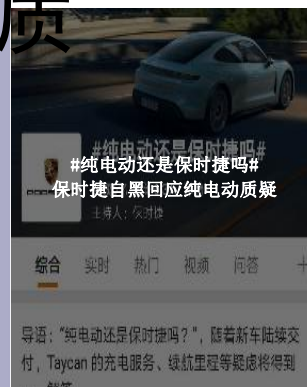 质
#纯电动还是保时捷吗#
#纯电动还是保时捷吗#
保时捷自黑回应纯电动质疑
主持人：保时捷
综合 实时 热门 视频 问答
导语：“纯电动还是保时捷吗？”，随着新车陆续交
付，Taycan 的充电服务、续航里程等疑虑将得到